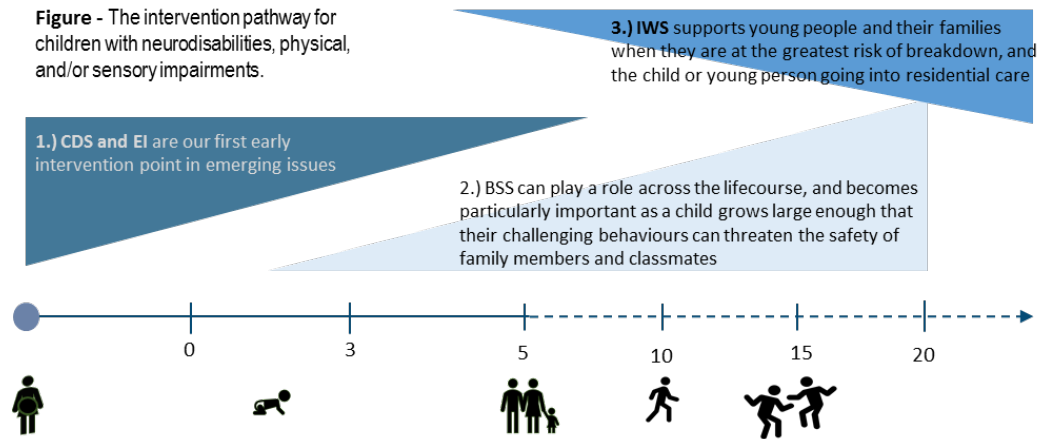 Figure - The intervention pathway for
children with neurodisabilities, physical,
and/or sensory impairments.
3.) IWS supports young people and their families
when they are at the greatest risk of breakdown, and
the child or young person going into residential care
1.) CDS and EI are our first early
intervention point in emerging issues
2.) BSS can play a role across the lifecourse, and becomes
particularly important as a child grows large enough that
their challenging behaviours can threaten the safety of
family members and classmates
0 3 5 10 15 20